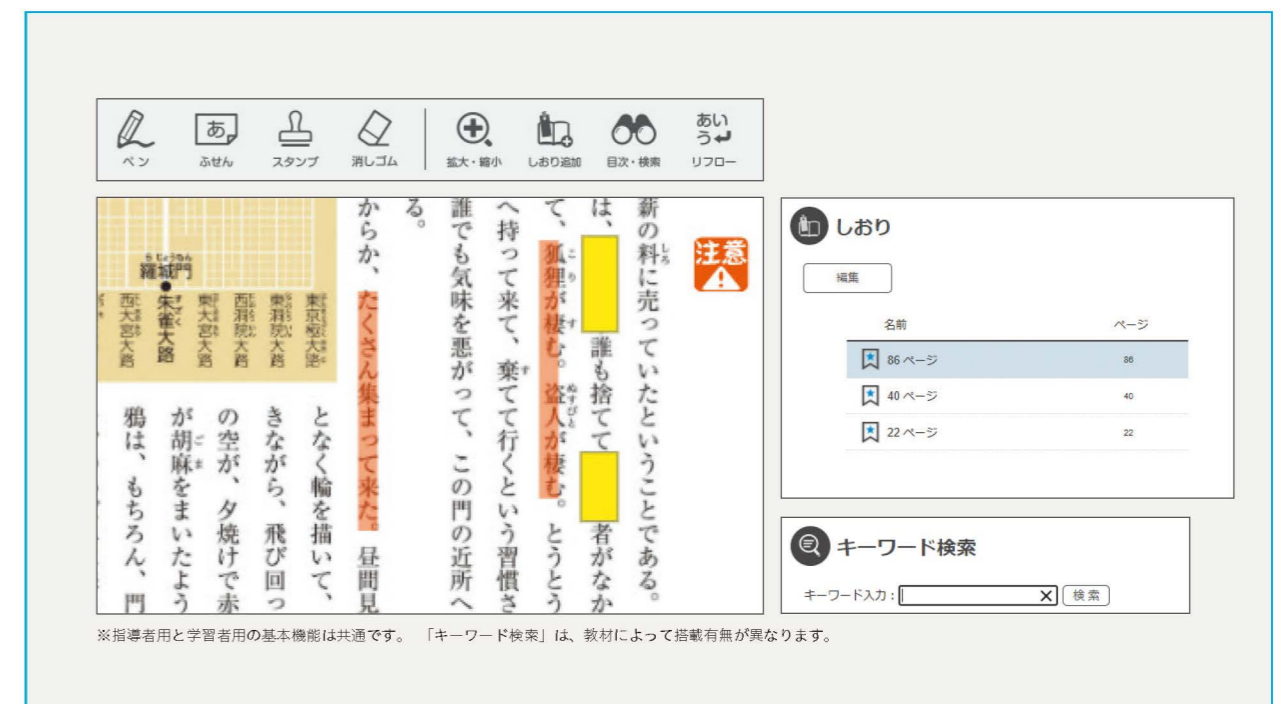 ペン
ふせん
スタンプ
消しゴム
拡大・縮小
しおり追加
目次・検索
あい
う
リフロー
注意
薪の料に売っていたということである。
は、
誰も捨てて
者がなか
て、狐狸が棲む。盗人が棲む。とうとう
へ持って来て、棄てて行くという習慣さ
誰でも気味を悪がって、この門の近所へ
る。
からか、たくさん集まって来た。昼間見
となく輪を描いて、
きながら、飛び回っ
の空が、夕焼けで赤
が胡麻をまいたよう
鴉は、もちろん、門
羅城門
朱雀大路
東京極大路
東洞院大路
西洞院大路
東大宮大路
西大宮大路
しおり
編集
名前 ページ
86 ページ 86
40 ページ 40
22 ページ 22
キーワード検索
キーワード入力: 検索
※指導者用と学習者用の基本機能は共通です。 「キーワード検索」は、教材によって搭載有無が異なります。